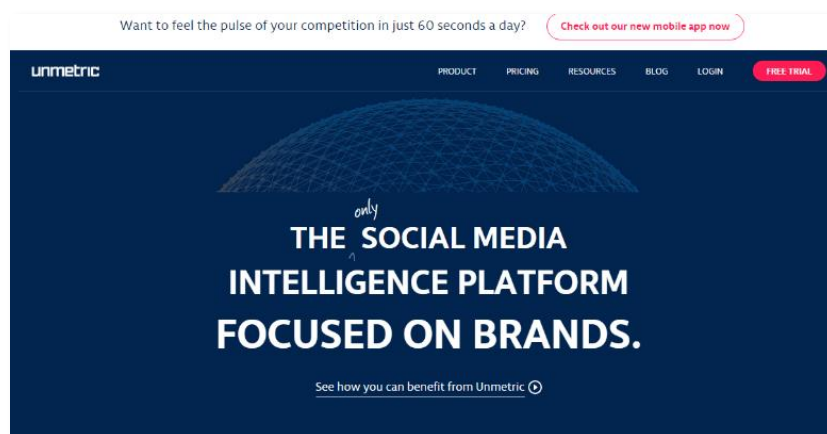 Want to feel the pulse of your competition in just 60 seconds a day? Check out our new mobile app now
unmetric PRODUCT PRICING RESOURCES BLOG LOGIN FREE TRIAL
only
THE SOCIAL MEDIA
INTELLIGENCE PLATFORM
FOCUSED ON BRANDS.
See how you can benefit from Unmetric